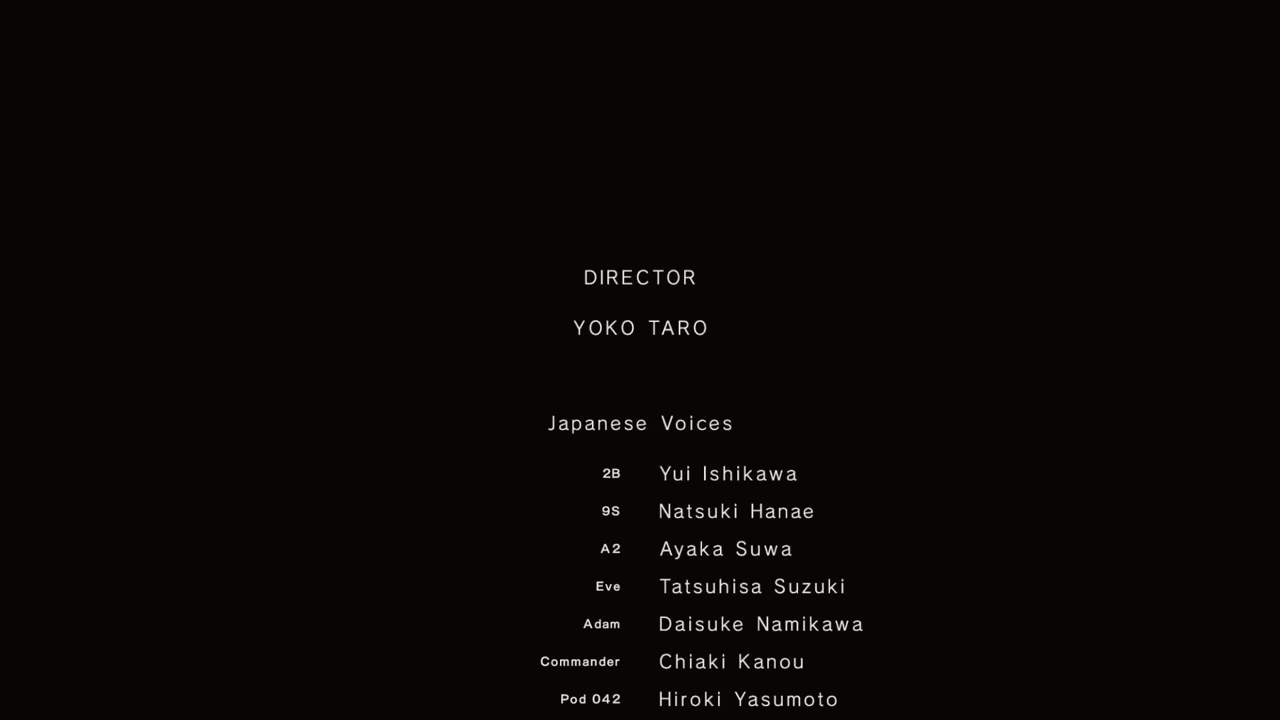 DIRECTOR
YOKO TARO
Japanese Voices
2B Yui Ishikawa
9S Natsuki Hanae
A2 Ayaka Suwa
Eve Tatsuhisa Suzuki
Adam Daisuke Namikawa
Commander Chiaki Kanou
Pod 042 Hiroki Yasumoto